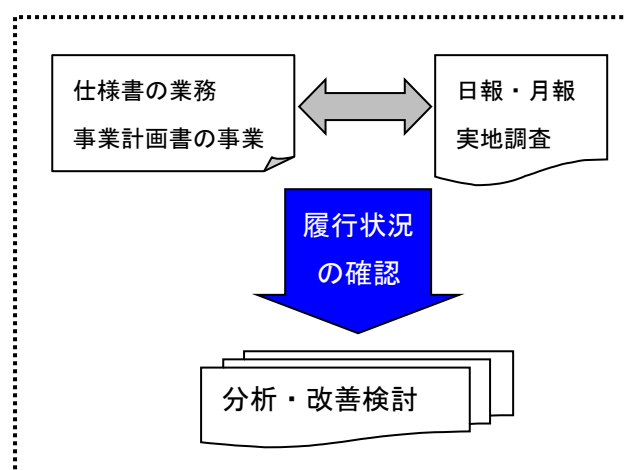 仕様書の業務
事業計画書の事業
日報・月報
実地調査
履行状況
の確認
分析・改善検討